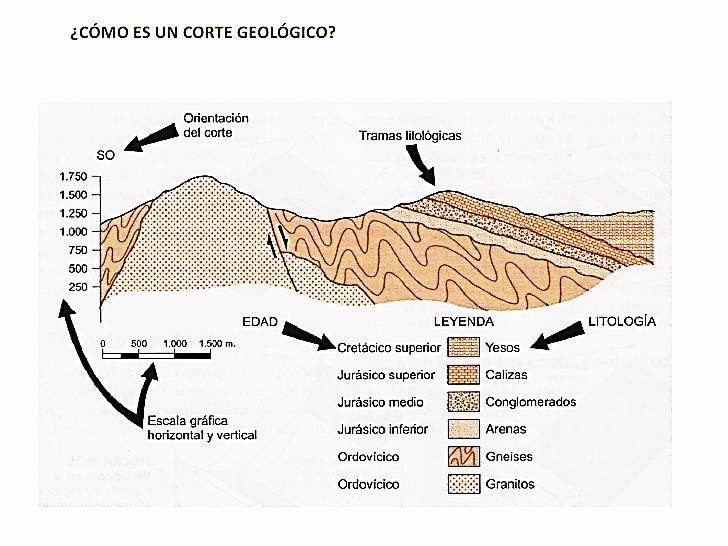 ¿CÓMO ES UN CORTE GEOLÓGICO?
Orientación
del corte
Tramas litológicas
SO
1.750
1.500
1.250
1.000
750
500
250
EDAD
LEYENDA
LITOLOGÍA
0 500 1.000 1.500 m.
Cretácico superior Yesos
Jurásico superior Calizas
Jurásico medio Conglomerados
Jurásico inferior Arenas
Ordovícico Gneises
Ordovícico Granitos
Escala gráfica
horizontal y vertical